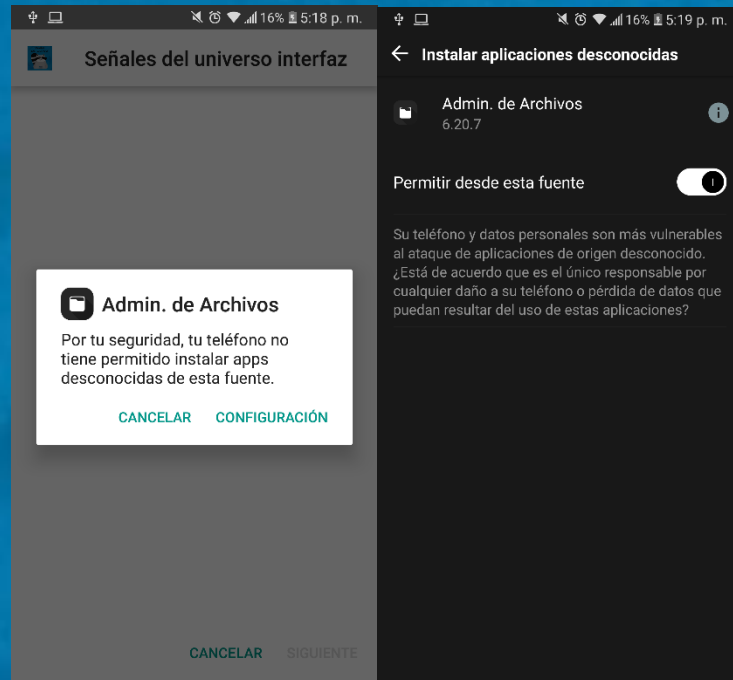 16% 5:18 p. m.
Señales del universo interfaz
Admin. de Archivos
Por tu seguridad, tu teléfono no
tiene permitido instalar apps
desconocidas de esta fuente.
CANCELAR CONFIGURACIÓN
CANCELAR SIGUIENTE
16% 5:19 p. m.
Instalar aplicaciones desconocidas
Admin. de Archivos
6.20.7
Permitir desde esta fuente
Su teléfono y datos personales son más vulnerables
al ataque de aplicaciones de origen desconocido.
¿Está de acuerdo que es el único responsable por
cualquier daño a su teléfono o pérdida de datos que
puedan resultar del uso de estas aplicaciones?